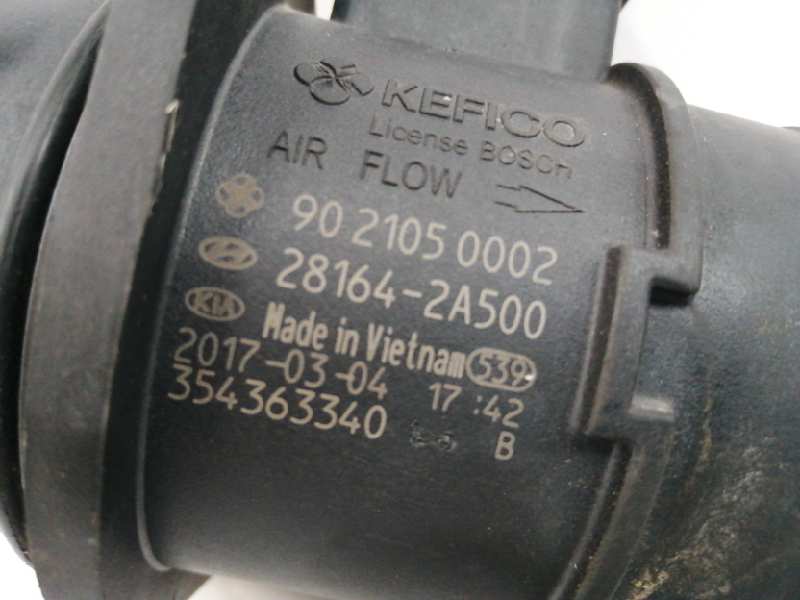 KEFICO
License BOSCH
AIR FLOW
90 2105 0002
28164-2A500
KIA
Made in Vietnam 539
2017-03-04 17:42
354363340 B